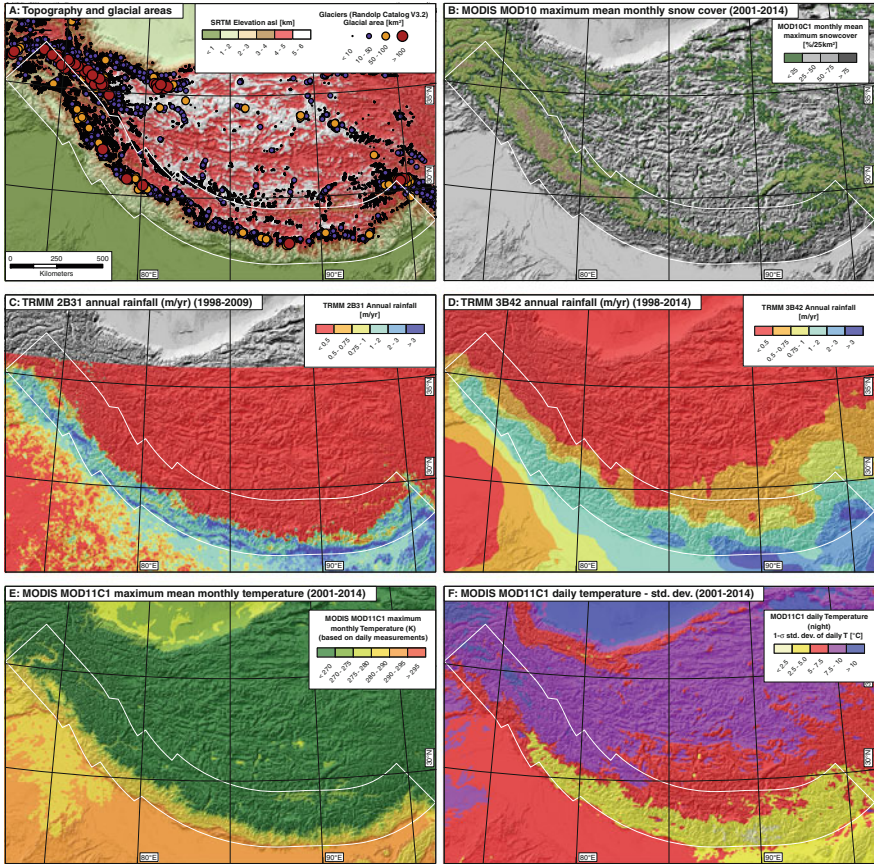 A: Topography and glacial areas
SRTM Elevation asl [km]
< 1
1 - 2
2 - 3
3 - 4
4 - 5
5 - 6
Glaciers (Randolp Catalog V3.2)
Glacial area [km²]
< 10
10 - 50
50 -100
> 100
35°N
30°N
0
250
500
Kilometers
80°E
90°E
B: MODIS MOD10 maximum mean monthly snow cover (2001-2014)
MOD10C1 monthly mean
maximum snowcover
[%/25km²]
< 25
25-50
50 - 75
> 75
35°N
30°N
80°E
90°E
C: TRMM 2B31 annual rainfall (m/yr) (1998-2009)
TRMM 2B31 Annual rainfall
[m/yr]
< 0.5
0.5 - 0.75
0.75 - 1
1 - 2
2 - 3
> 3
35°N
30°N
80°E
90°E
D: TRMM 3B42 annual rainfall (m/yr) (1998-2014)
TRMM 3B42 Annual rainfall
[m/yr]
< 0.5
0.5 - 0.75
0.75 - 1
1 - 2
2 - 3
> 3
35°N
30°N
80°E
90°E
E: MODIS MOD11C1 maximum mean monthly temperature (2001-2014)
MODIS MOD11C1 maximum
monthly Temperature (K)
(based on daily measurements)
< 270
270 - 275
275 - 280
280 - 290
290 - 295
> 295
30°N
80°E
90°E
F: MODIS MOD11C1 daily temperature - std. dev. (2001-2014)
MOD11C1 daily Temperature
(night)
1-σ std. dev. of daily T [°C]
< 2.5
2.5 - 5.0
5 - 7.5
7.5 - 10
> 10
30°N
80°E
90°E